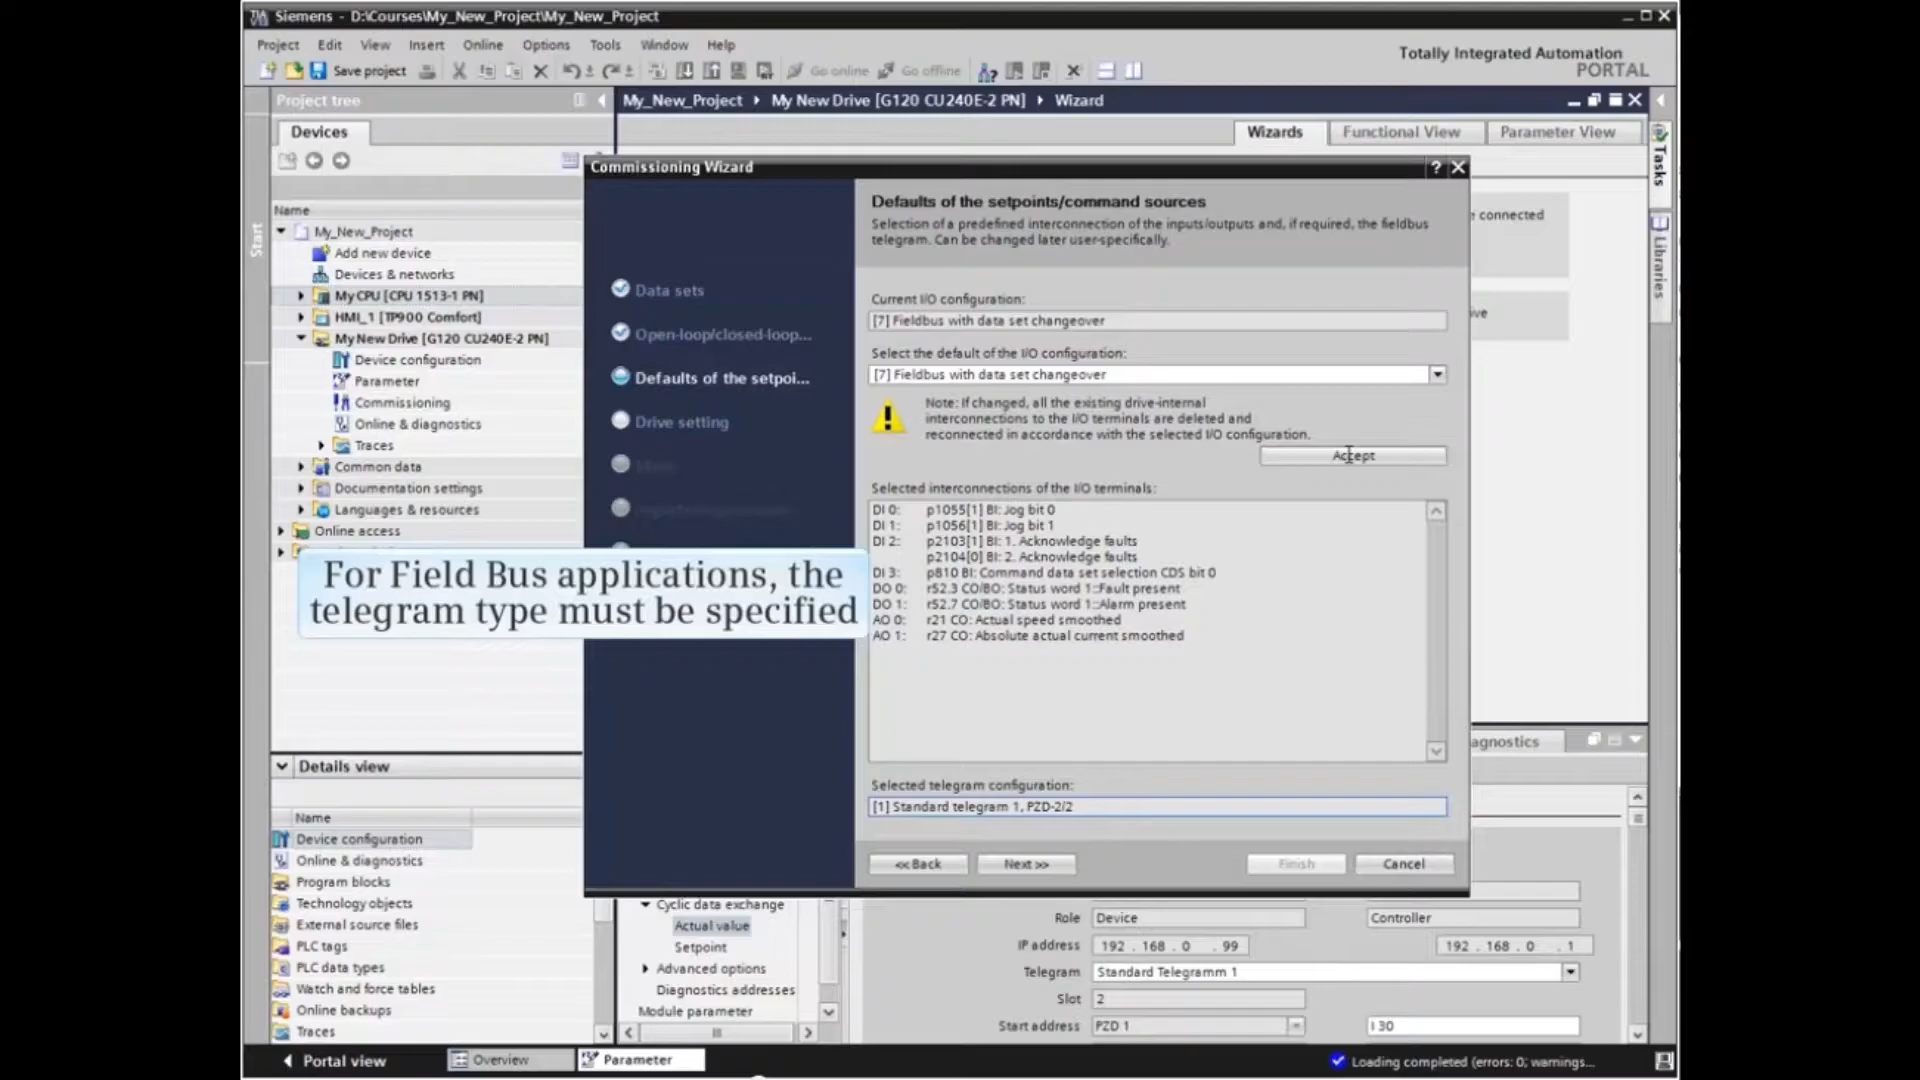 Siemens - D:\Courses\My_New_Project\My_New_Project
Project Edit View Insert Online Options Tools Window Help
Totally Integrated Automation
PORTAL
Save project Go online Go offline
Project tree
My_New_Project My New Drive [G120 CU240E-2 PN] Wizard
Devices
Wizards Functional View Parameter View
Tasks
Libraries
Start
Name
My_New_Project
Add new device
Devices & networks
My CPU [CPU 1513-1 PN]
HMI_1 [TP900 Comfort]
My New Drive [G120 CU240E-2 PN]
Device configuration
Parameter
Commissioning
Online & diagnostics
Traces
Common data
Documentation settings
Languages & resources
Online access
For Field Bus applications, the
telegram type must be specified
Commissioning Wizard
Data sets
Open-loop/closed-loop...
Defaults of the setpoi...
Drive setting
Defaults of the setpoints/command sources
Selection of a predefined interconnection of the inputs/outputs and, if required, the fieldbus
telegram. Can be changed later user-specifically.
Current I/O configuration:
[7] Fieldbus with data set changeover
Select the default of the I/O configuration:
[7] Fieldbus with data set changeover
Note: If changed, all the existing drive-internal
interconnections to the I/O terminals are deleted and
reconnected in accordance with the selected I/O configuration.
Accept
Selected interconnections of the I/O terminals:
DI 0: p1055[1] BI: Jog bit 0
DI 1: p1056[1] BI: Jog bit 1
DI 2: p2103[1] BI: 1. Acknowledge faults
p2104[0] BI: 2. Acknowledge faults
DI 3: p810 BI: Command data set selection CDS bit 0
DO 0: r52.3 CO/BO: Status word 1::Fault present
DO 1: r52.7 CO/BO: Status word 1::Alarm present
AO 0: r21 CO: Actual speed smoothed
AO 1: r27 CO: Absolute actual current smoothed
Selected telegram configuration:
[1] Standard telegram 1, PZD-2/2
<<Back Next>> Finish Cancel
connected
ive
agnostics
Details view
Name
Device configuration
Online & diagnostics
Program blocks
Technology objects
External source files
PLC tags
PLC data types
Watch and force tables
Online backups
Traces
Cyclic data exchange
Actual value
Setpoint
Advanced options
Diagnostics addresses
Module parameter
Role Device Controller
IP address 192 . 168 . 0 . 99 192 . 168 . 0 . 1
Telegram Standard Telegramm 1
Slot 2
Start address PZD 1 I 30
Portal view Overview Parameter
Loading completed (errors: 0; warnings...